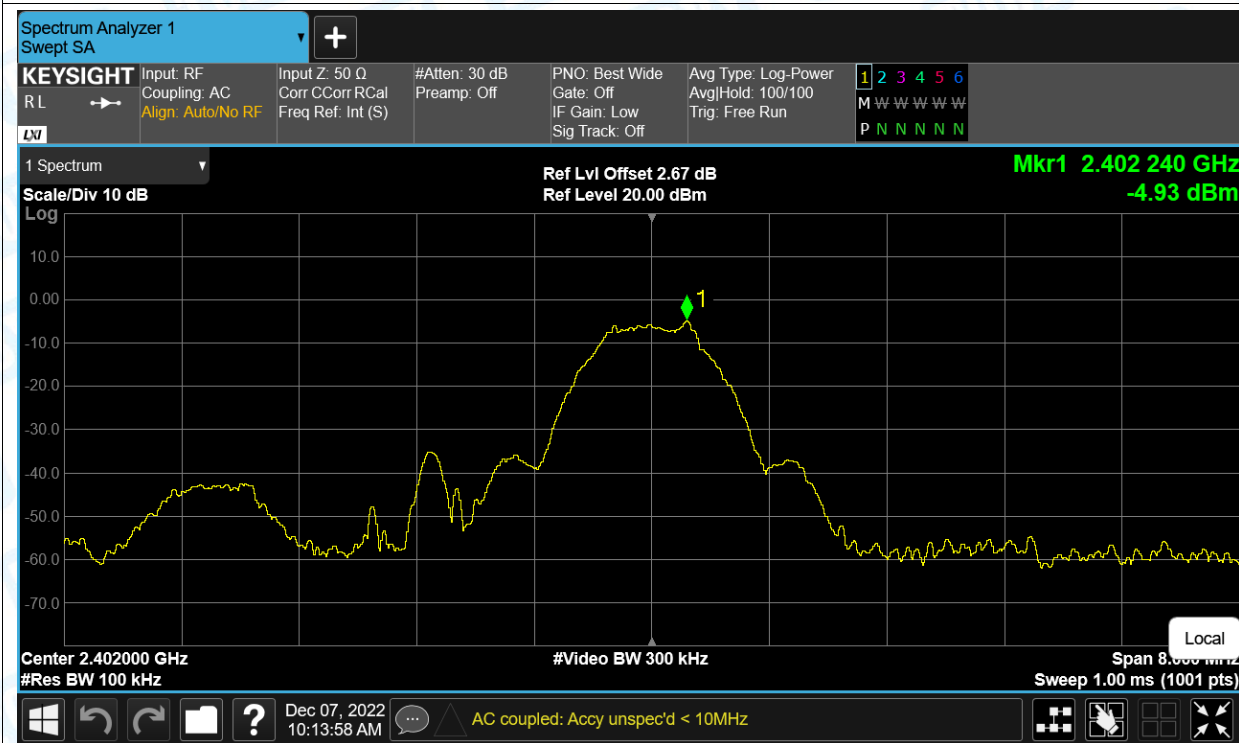 Spectrum Analyzer 1
Swept SA
KEYSIGHT
RL
LXI
Input: RF
Coupling: AC
Align: Auto/No RF
Input Z: 50 Ω
Corr CCorr RCal
Freq Ref: Int (S)
#Atten: 30 dB
Preamp: Off
PNO: Best Wide
Gate: Off
IF Gain: Low
Sig Track: Off
Avg Type: Log-Power
Avg|Hold: 100/100
Trig: Free Run
1 2 3 4 5 6
M W W W W W
P N N N N N
1 Spectrum
Scale/Div 10 dB
Log
Ref Lvl Offset 2.67 dB
Ref Level 20.00 dBm
Mkr1 2.402 240 GHz
-4.93 dBm
10.0
0.00
1
-10.0
-20.0
-30.0
-40.0
-50.0
-60.0
-70.0
Local
Center 2.402000 GHz
#Video BW 300 kHz
Span 8.000 MHz
#Res BW 100 kHz
Sweep 1.00 ms (1001 pts)
?
Dec 07, 2022
10:13:58 AM
AC coupled: Accy unspec'd < 10MHz